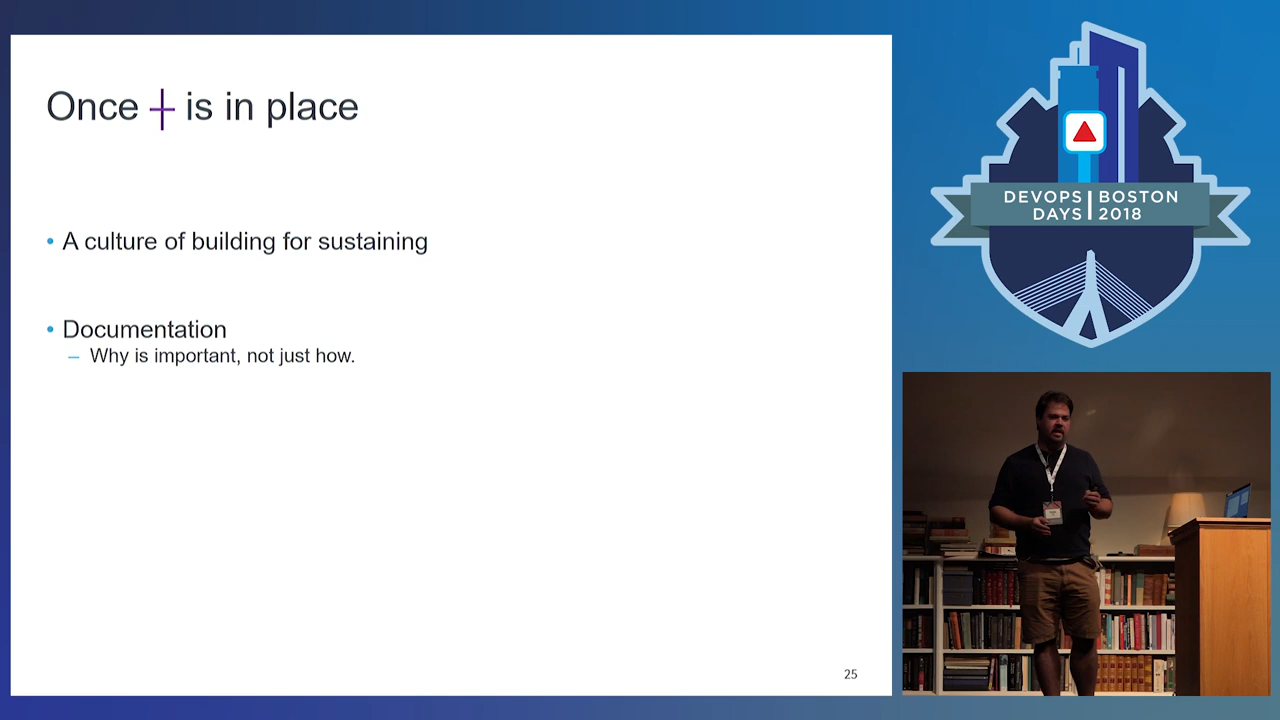 Once ┼ is in place
• A culture of building for sustaining
• Documentation
– Why is important, not just how.
25
DEVOPS | BOSTON
DAYS | 2018